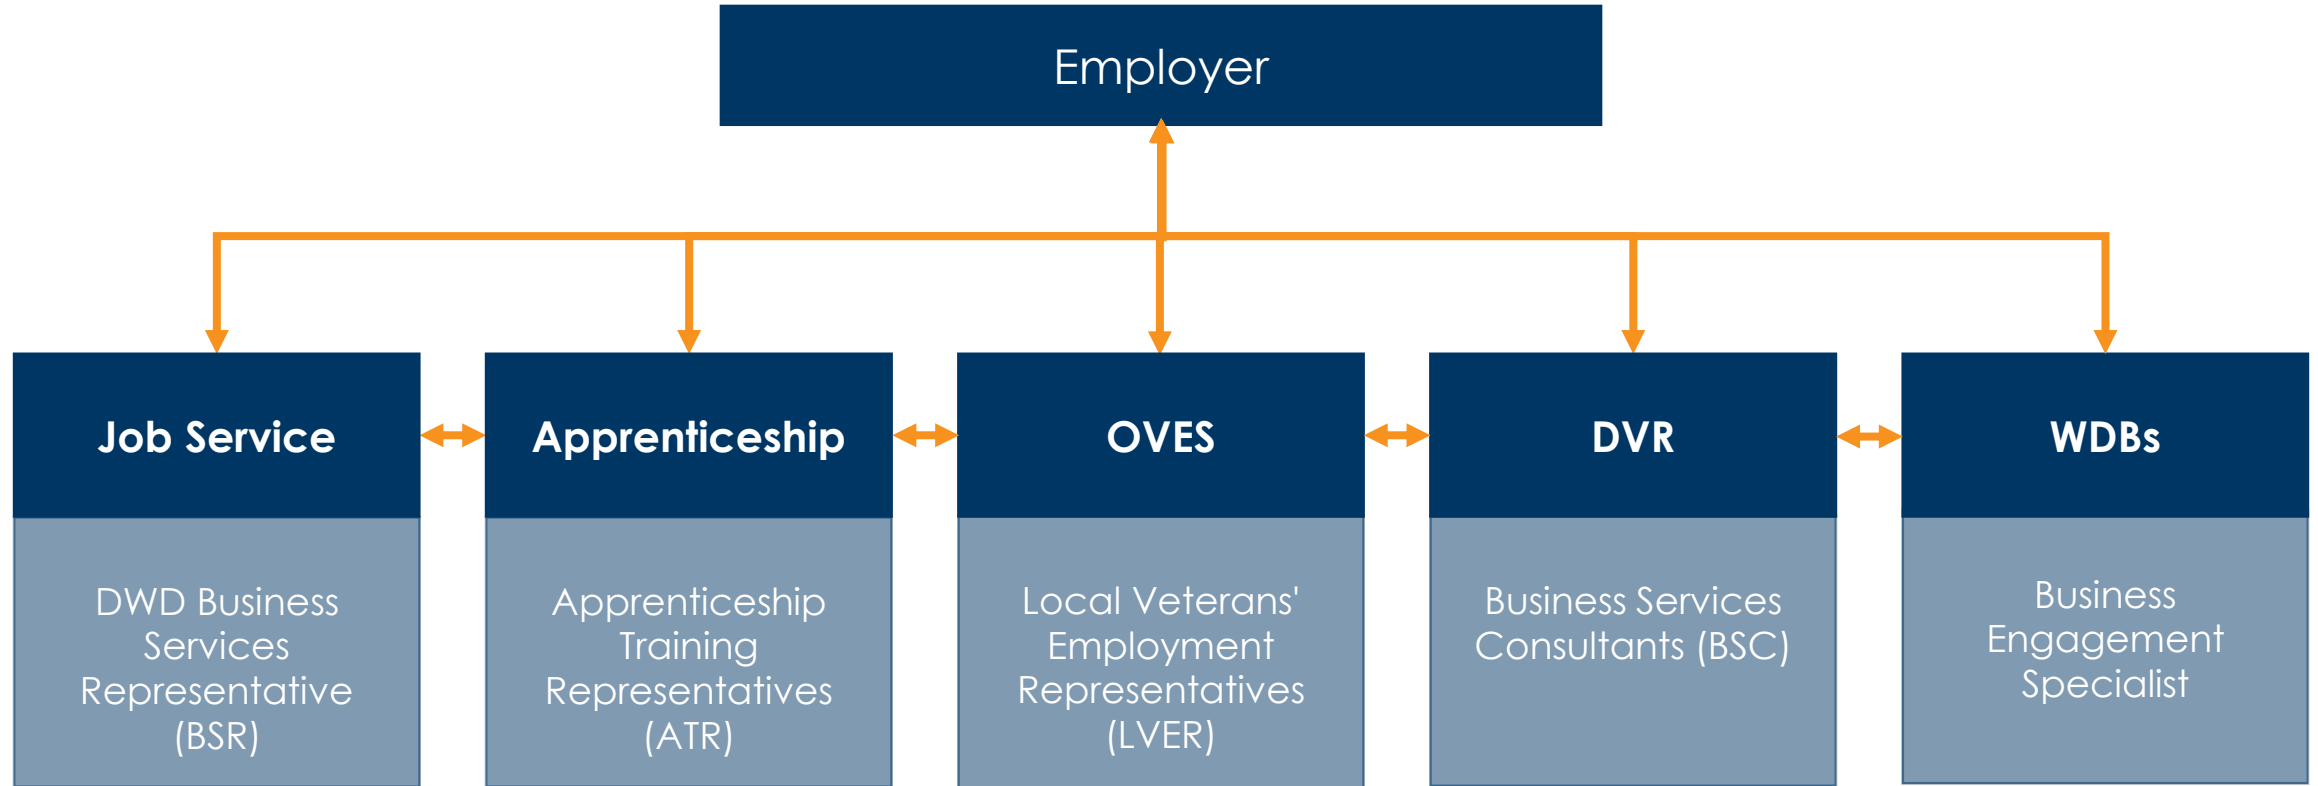 Employer
Job Service
Apprenticeship
OVES
DVR
WDBs
DWD Business
Services
Representative
(BSR)
Apprenticeship
Training
Representatives
(ATR)
Local Veterans'
Employment
Representatives
(LVER)
Business Services
Consultants (BSC)
Business
Engagement
Specialist